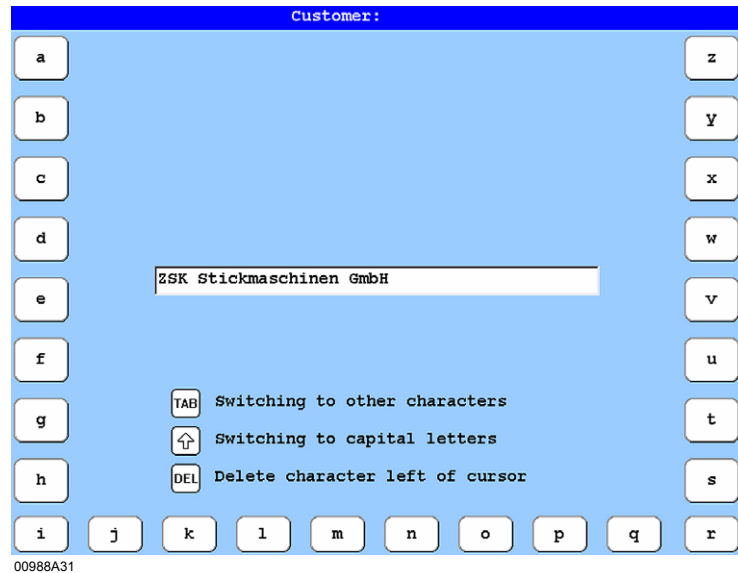 Customer:
a z
b y
c x
d w
ZSK Stickmaschinen GmbH
e v
f u
TAB Switching to other characters
g t
Switching to capital letters
DEL Delete character left of cursor
h s
i j k l m n o p q r
00988A31